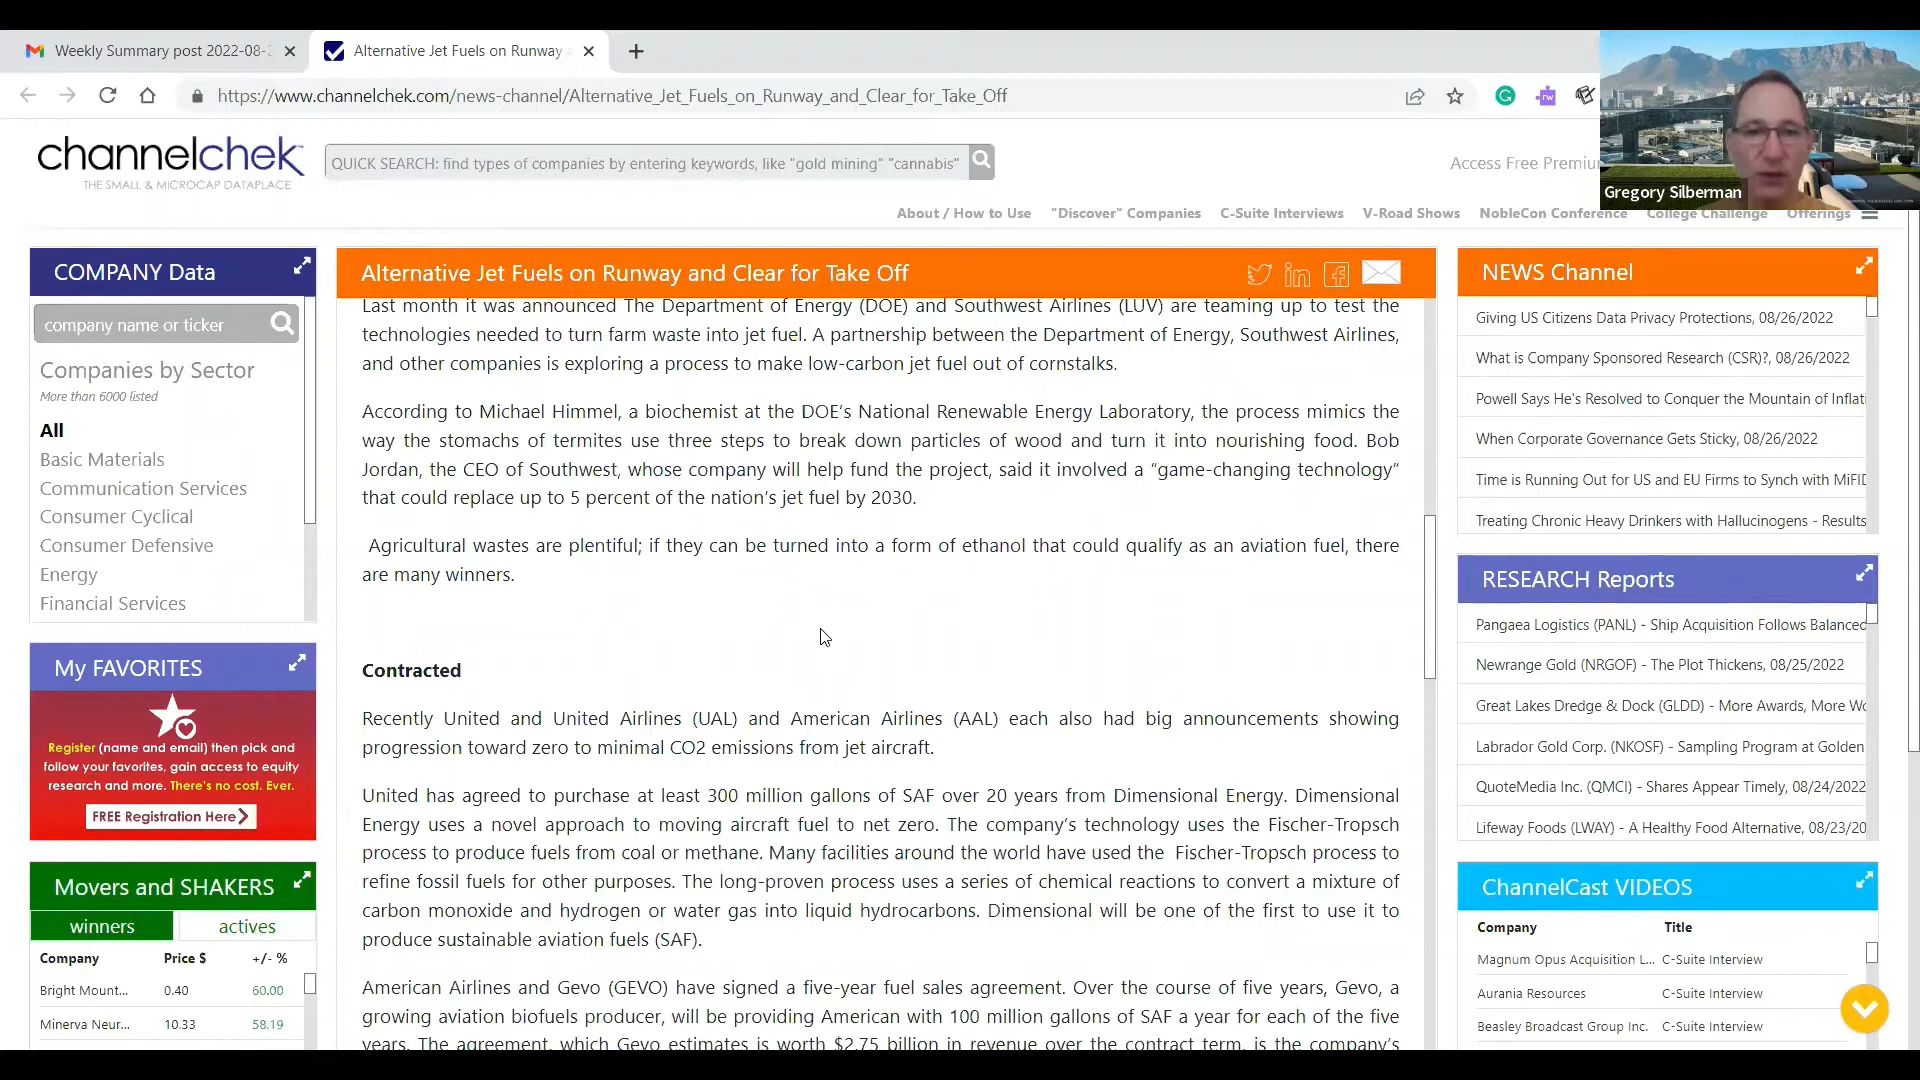 Weekly Summary post 2022-08-
Alternative Jet Fuels on Runway
https://www.channelchek.com/news-channel/Alternative_Jet_Fuels_on_Runway_and_Clear_for_Take_Off
Gregory Silberman
channelchek
THE SMALL & MICROCAP DATAPLACE
QUICK SEARCH: find types of companies by entering keywords, like "gold mining" "cannabis"
Access Free Premium
About / How to Use
"Discover" Companies
C-Suite Interviews
V-Road Shows
NobleCon Conference
College Challenge
Offerings
COMPANY Data
company name or ticker
Companies by Sector
More than 6000 listed
All
Basic Materials
Communication Services
Consumer Cyclical
Consumer Defensive
Energy
Financial Services
My FAVORITES
Register (name and email) then pick and
follow your favorites, gain access to equity
research and more. There's no cost. Ever.
FREE Registration Here
Movers and SHAKERS
winners
actives
Company Price $ +/- %
Bright Mount... 0.40 60.00
Minerva Neur... 10.33 58.19
Alternative Jet Fuels on Runway and Clear for Take Off
Last month it was announced The Department of Energy (DOE) and Southwest Airlines (LUV) are teaming up to test the
technologies needed to turn farm waste into jet fuel. A partnership between the Department of Energy, Southwest Airlines,
and other companies is exploring a process to make low-carbon jet fuel out of cornstalks.
According to Michael Himmel, a biochemist at the DOE's National Renewable Energy Laboratory, the process mimics the
way the stomachs of termites use three steps to break down particles of wood and turn it into nourishing food. Bob
Jordan, the CEO of Southwest, whose company will help fund the project, said it involved a “game-changing technology”
that could replace up to 5 percent of the nation's jet fuel by 2030.
Agricultural wastes are plentiful; if they can be turned into a form of ethanol that could qualify as an aviation fuel, there
are many winners.
Contracted
Recently United and United Airlines (UAL) and American Airlines (AAL) each also had big announcements showing
progression toward zero to minimal CO2 emissions from jet aircraft.
United has agreed to purchase at least 300 million gallons of SAF over 20 years from Dimensional Energy. Dimensional
Energy uses a novel approach to moving aircraft fuel to net zero. The company's technology uses the Fischer-Tropsch
process to produce fuels from coal or methane. Many facilities around the world have used the Fischer-Tropsch process to
refine fossil fuels for other purposes. The long-proven process uses a series of chemical reactions to convert a mixture of
carbon monoxide and hydrogen or water gas into liquid hydrocarbons. Dimensional will be one of the first to use it to
produce sustainable aviation fuels (SAF).
American Airlines and Gevo (GEVO) have signed a five-year fuel sales agreement. Over the course of five years, Gevo, a
growing aviation biofuels producer, will be providing American with 100 million gallons of SAF a year for each of the five
years. The agreement, which Gevo estimates is worth $2.75 billion in revenue over the contract term, is the company's
NEWS Channel
Giving US Citizens Data Privacy Protections, 08/26/2022
What is Company Sponsored Research (CSR)?, 08/26/2022
Powell Says He's Resolved to Conquer the Mountain of Inflati
When Corporate Governance Gets Sticky, 08/26/2022
Time is Running Out for US and EU Firms to Synch with MiFID
Treating Chronic Heavy Drinkers with Hallucinogens - Results
RESEARCH Reports
Pangaea Logistics (PANL) - Ship Acquisition Follows Balanced
Newrange Gold (NRGOF) - The Plot Thickens, 08/25/2022
Great Lakes Dredge & Dock (GLDD) - More Awards, More Wo
Labrador Gold Corp. (NKOSF) - Sampling Program at Golden
QuoteMedia Inc. (QMCI) - Shares Appear Timely, 08/24/2022
Lifeway Foods (LWAY) - A Healthy Food Alternative, 08/23/20
ChannelCast VIDEOS
Company Title
Magnum Opus Acquisition L... C-Suite Interview
Aurania Resources C-Suite Interview
Beasley Broadcast Group Inc. C-Suite Interview